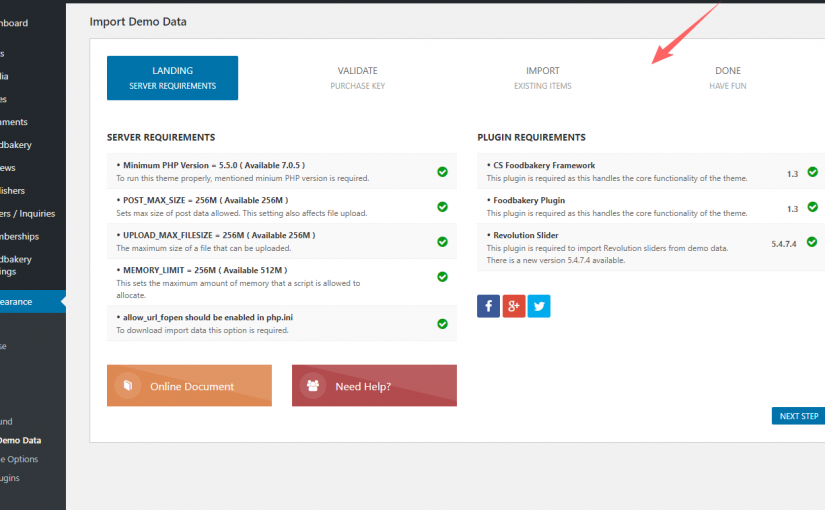 Import Demo Data
LANDING
SERVER REQUIREMENTS
VALIDATE
PURCHASE KEY
IMPORT
EXISTING ITEMS
DONE
HAVE FUN
SERVER REQUIREMENTS
• Minimum PHP Version = 5.5.0 ( Available 7.0.5 )
To run this theme properly, mentioned minium PHP version is required.
• POST_MAX_SIZE = 256M ( Available 256M )
Sets max size of post data allowed. This setting also affects file upload.
• UPLOAD_MAX_FILESIZE = 256M ( Available 256M )
The maximum size of a file that can be uploaded.
• MEMORY_LIMIT = 256M ( Available 512M )
This sets the maximum amount of memory that a script is allowed to
allocate.
• allow_url_fopen should be enabled in php.ini
To download import data this option is required.
Online Document
Need Help?
PLUGIN REQUIREMENTS
• CS Foodbakery Framework
This plugin is required as this handles the core functionality of the theme.
1.3
• Foodbakery Plugin
This plugin is required as this handles the core functionality of the theme.
1.3
• Revolution Slider
This plugin is required to import Revolution sliders from demo data.
There is a new version 5.4.7.4 available.
5.4.7.4
f
g+
NEXT STEP
hboard
s
ia
es
ments
dbakery
ews
lishers
ers / Inquiries
mberships
dbakery
ngs
earance
se
und
Demo Data
e Options
ugins